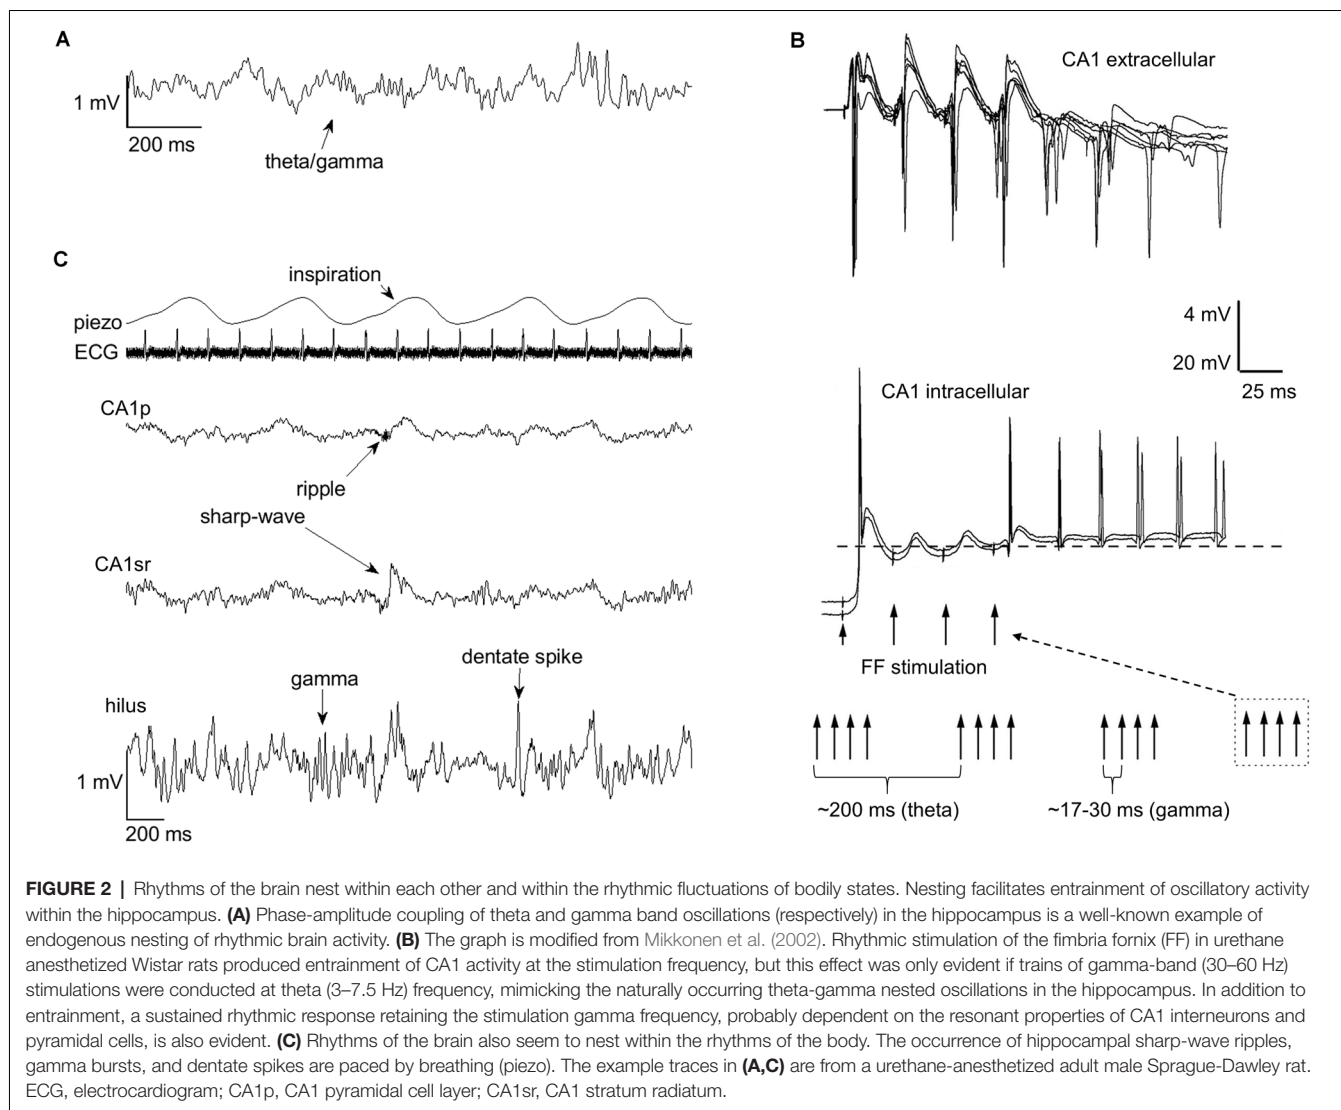 A
1 mV
200 ms
theta/gamma
B
CA1 extracellular
4 mV
20 mV
25 ms
CA1 intracellular
FF stimulation
~200 ms (theta)
~17-30 ms (gamma)
C
inspiration
piezo
ECG
CA1p
ripple
sharp-wave
CA1sr
dentate spike
gamma
hilus
1 mV
200 ms
FIGURE 2 | Rhythms of the brain nest within each other and within the rhythmic fluctuations of bodily states. Nesting facilitates entrainment of oscillatory activity
within the hippocampus. (A) Phase-amplitude coupling of theta and gamma band oscillations (respectively) in the hippocampus is a well-known example of
endogenous nesting of rhythmic brain activity. (B) The graph is modified from Mikkonen et al. (2002). Rhythmic stimulation of the fimbria fornix (FF) in urethane
anesthetized Wistar rats produced entrainment of CA1 activity at the stimulation frequency, but this effect was only evident if trains of gamma-band (30–60 Hz)
stimulations were conducted at theta (3–7.5 Hz) frequency, mimicking the naturally occurring theta-gamma nested oscillations in the hippocampus. In addition to
entrainment, a sustained rhythmic response retaining the stimulation gamma frequency, probably dependent on the resonant properties of CA1 interneurons and
pyramidal cells, is also evident. (C) Rhythms of the brain also seem to nest within the rhythms of the body. The occurrence of hippocampal sharp-wave ripples,
gamma bursts, and dentate spikes are paced by breathing (piezo). The example traces in (A,C) are from a urethane-anesthetized adult male Sprague-Dawley rat.
ECG, electrocardiogram; CA1p, CA1 pyramidal cell layer; CA1sr, CA1 stratum radiatum.